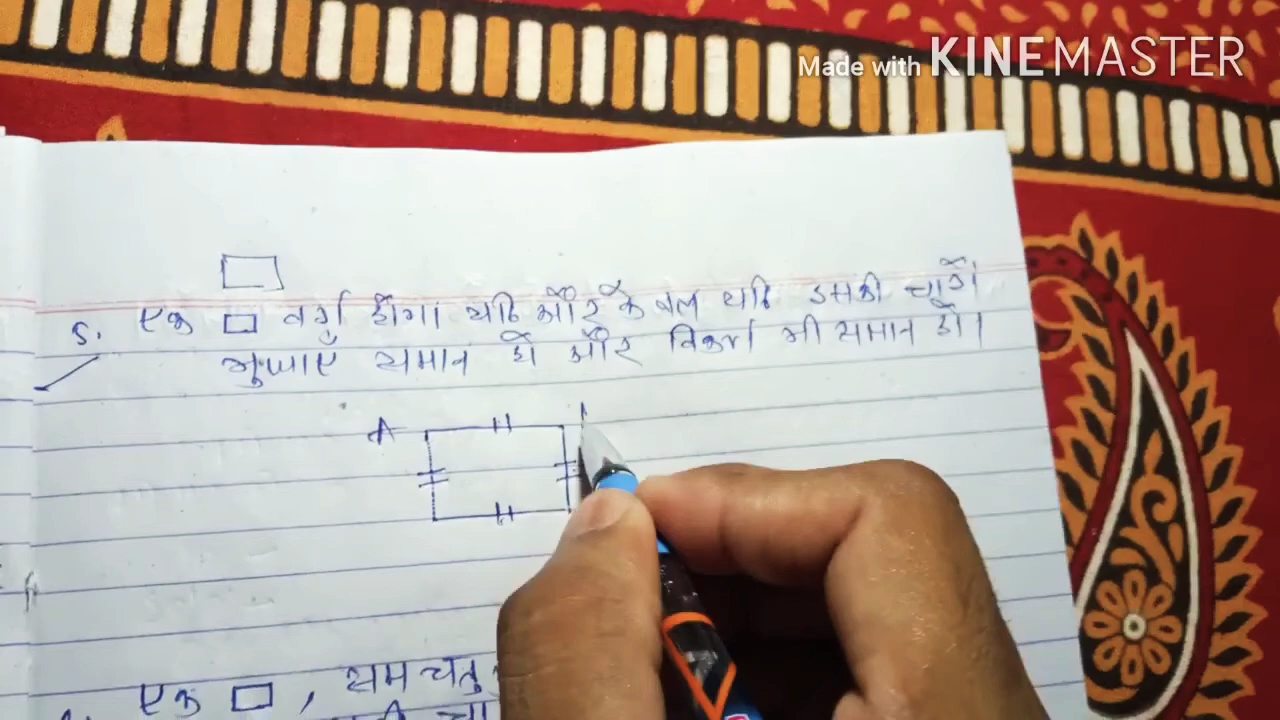 Made with KINEMASTER
5. एक □ वर्ग होगा यदि और केवल यदि उसकी चारों
भुजाएँ समान हो और विकर्ण भी समान हो।
A
एक □, सम चतु